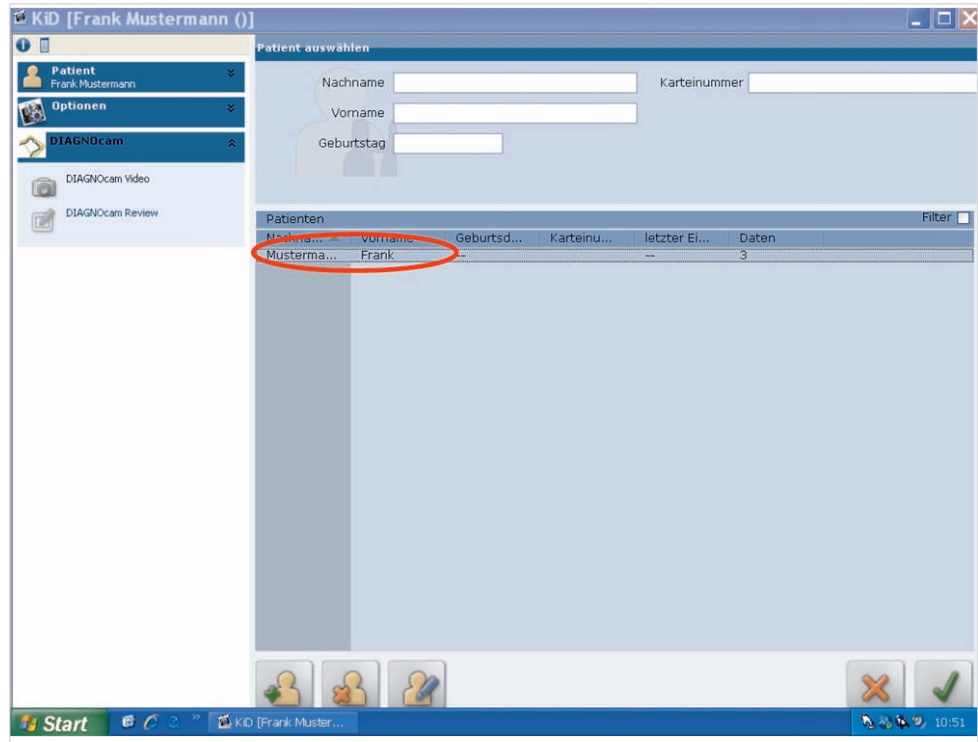 KiD [Frank Mustermann ()]
Patient auswählen
Patient
Frank Mustermann
Optionen
DIAGNOcam
DIAGNOcam Video
DIAGNOcam Review
Nachname
Karteinummer
Vorname
Geburtstag
Patienten Filter
Nachna... Vorname Geburtsd... Karteinu... letzter Ei... Daten
Musterma... Frank -- -- 3
Start » KiD [Frank Muster... 10:51